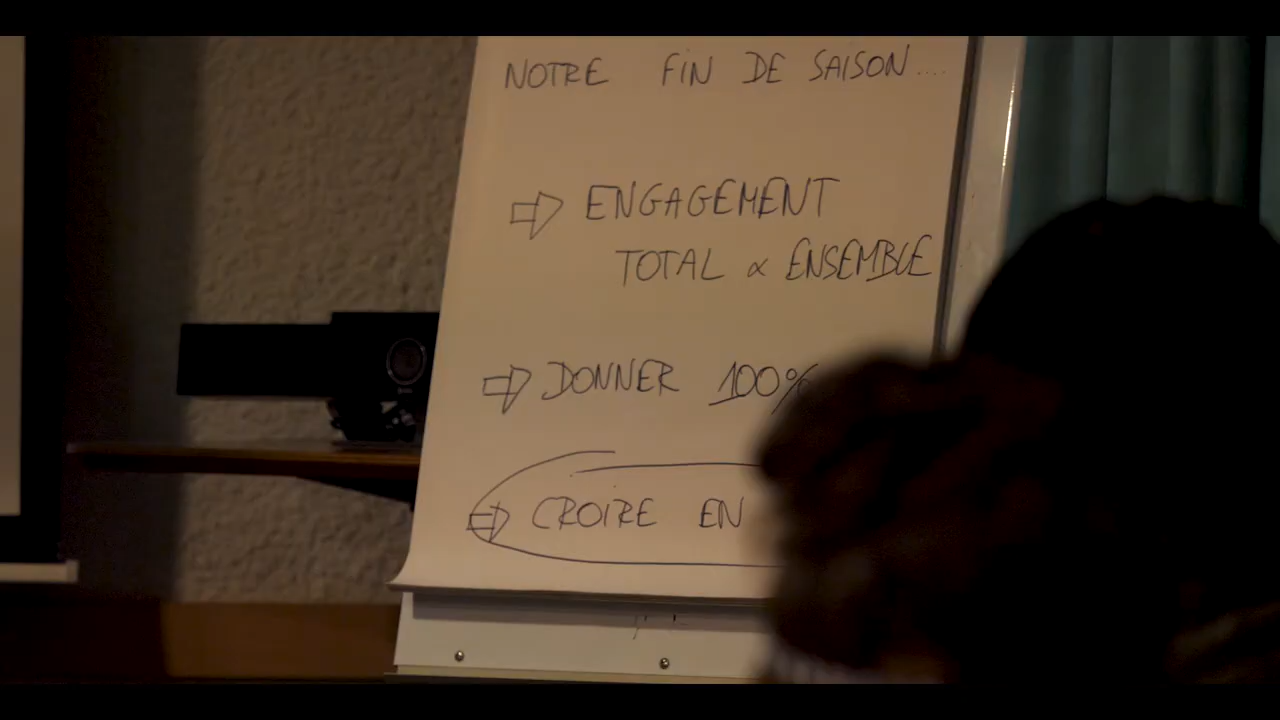 NOTRE FIN DE SAISON....
⇨ ENGAGEMENT
TOTAL & ENSEMBLE
⇨ DONNER 100%
⇨ CROIRE EN